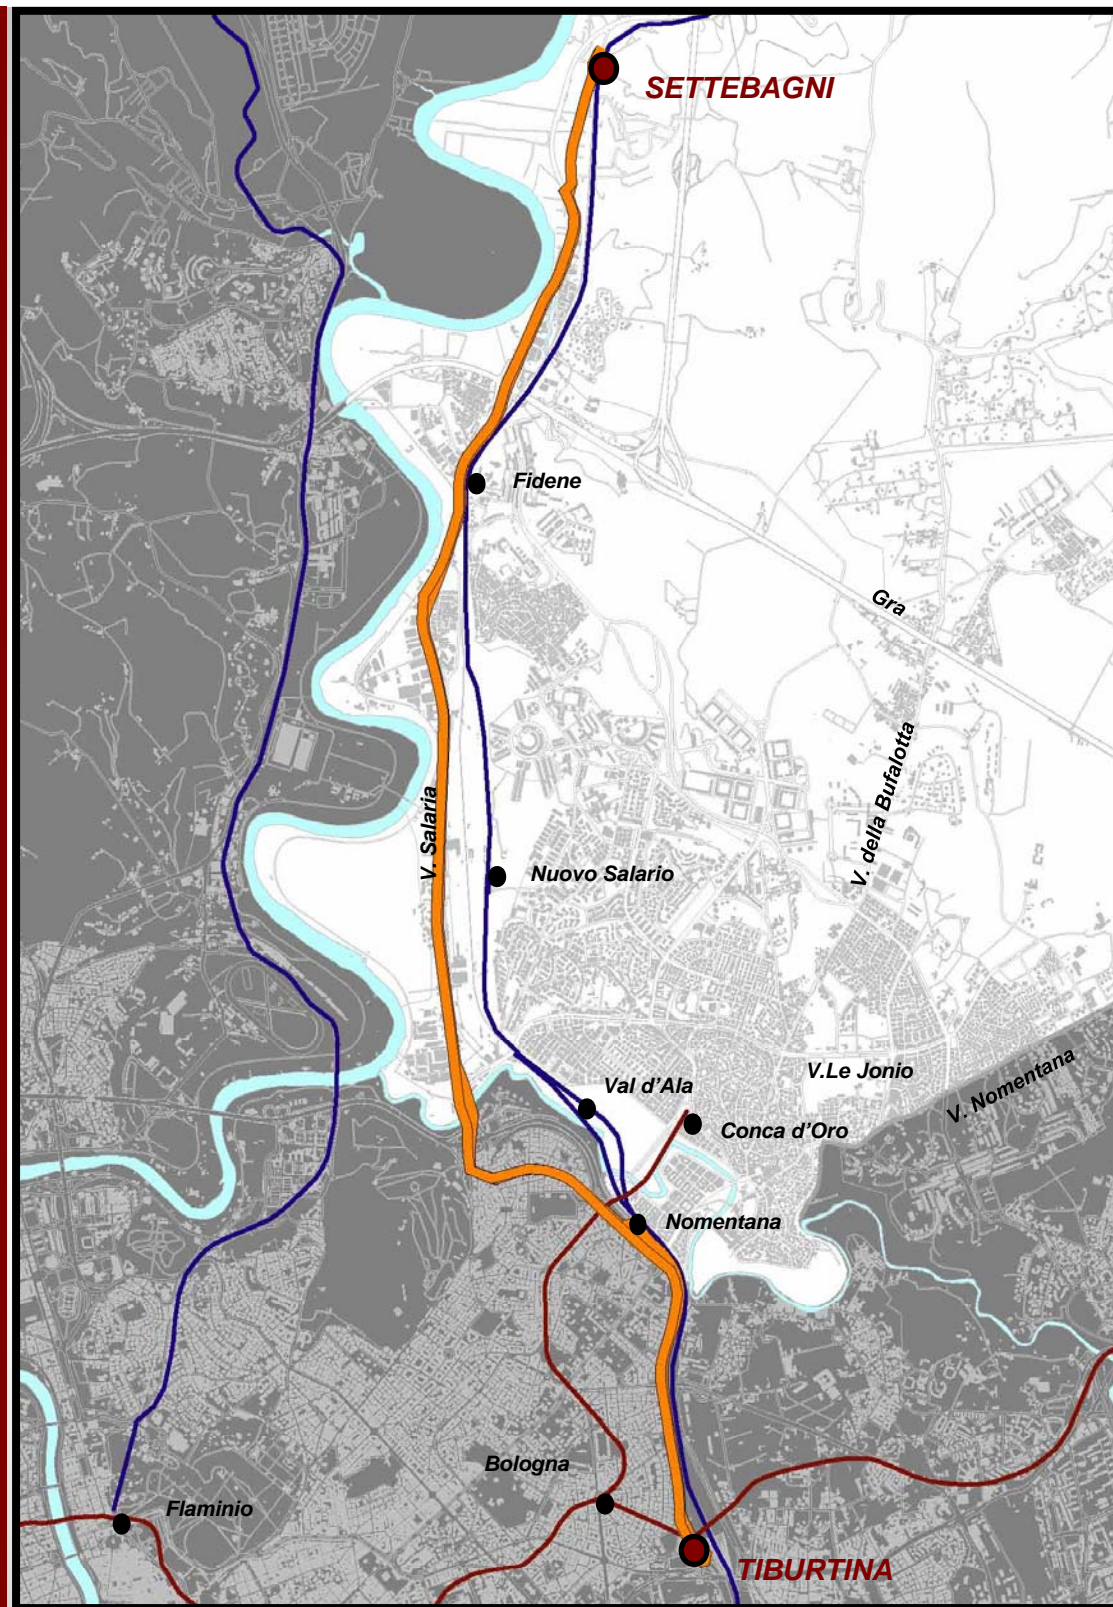 SETTEBAGNI
Fidene
Gra
V. della Bufalotta
V. Salaria
Nuovo Salario
V.Le Jonio
V. Nomentana
Val d'Ala
Conca d'Oro
Nomentana
Bologna
Flaminio
TIBURTINA